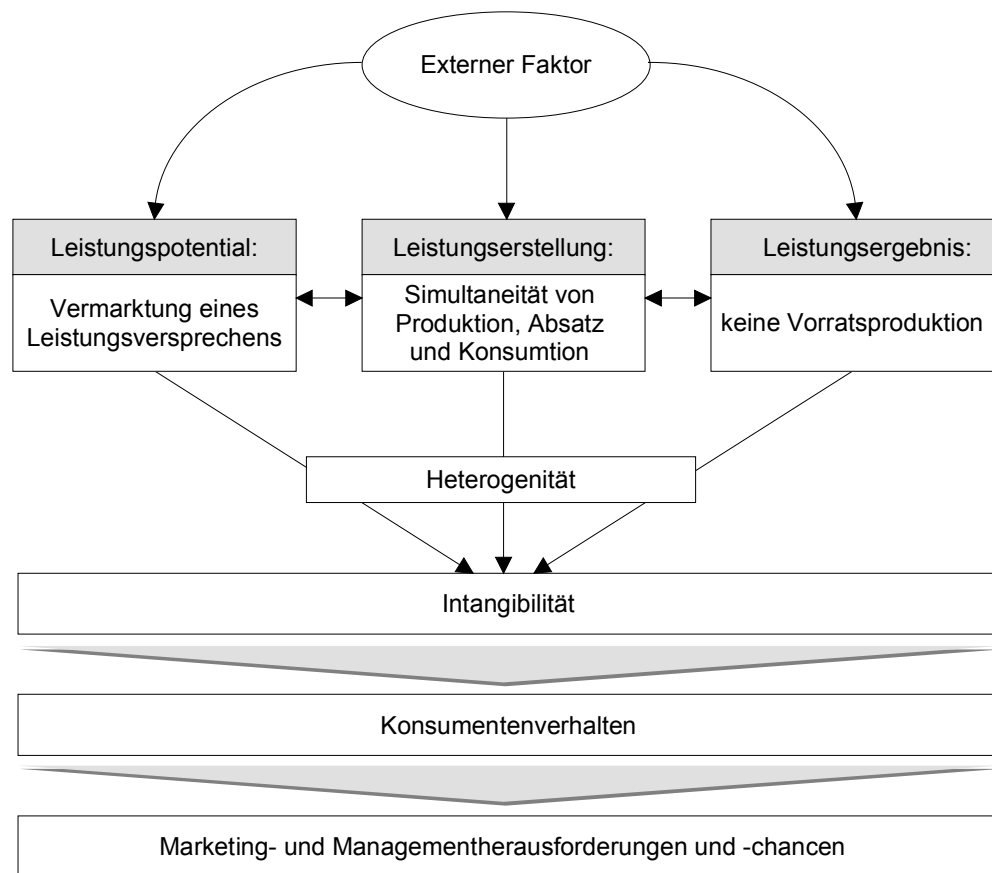 Externer Faktor
Leistungspotential:
Vermarktung eines
Leistungsversprechens
Leistungserstellung:
Simultaneität von
Produktion, Absatz
und Konsumtion
Leistungsergebnis:
keine Vorratsproduktion
Heterogenität
Intangibilität
Konsumentenverhalten
Marketing- und Managementherausforderungen und -chancen